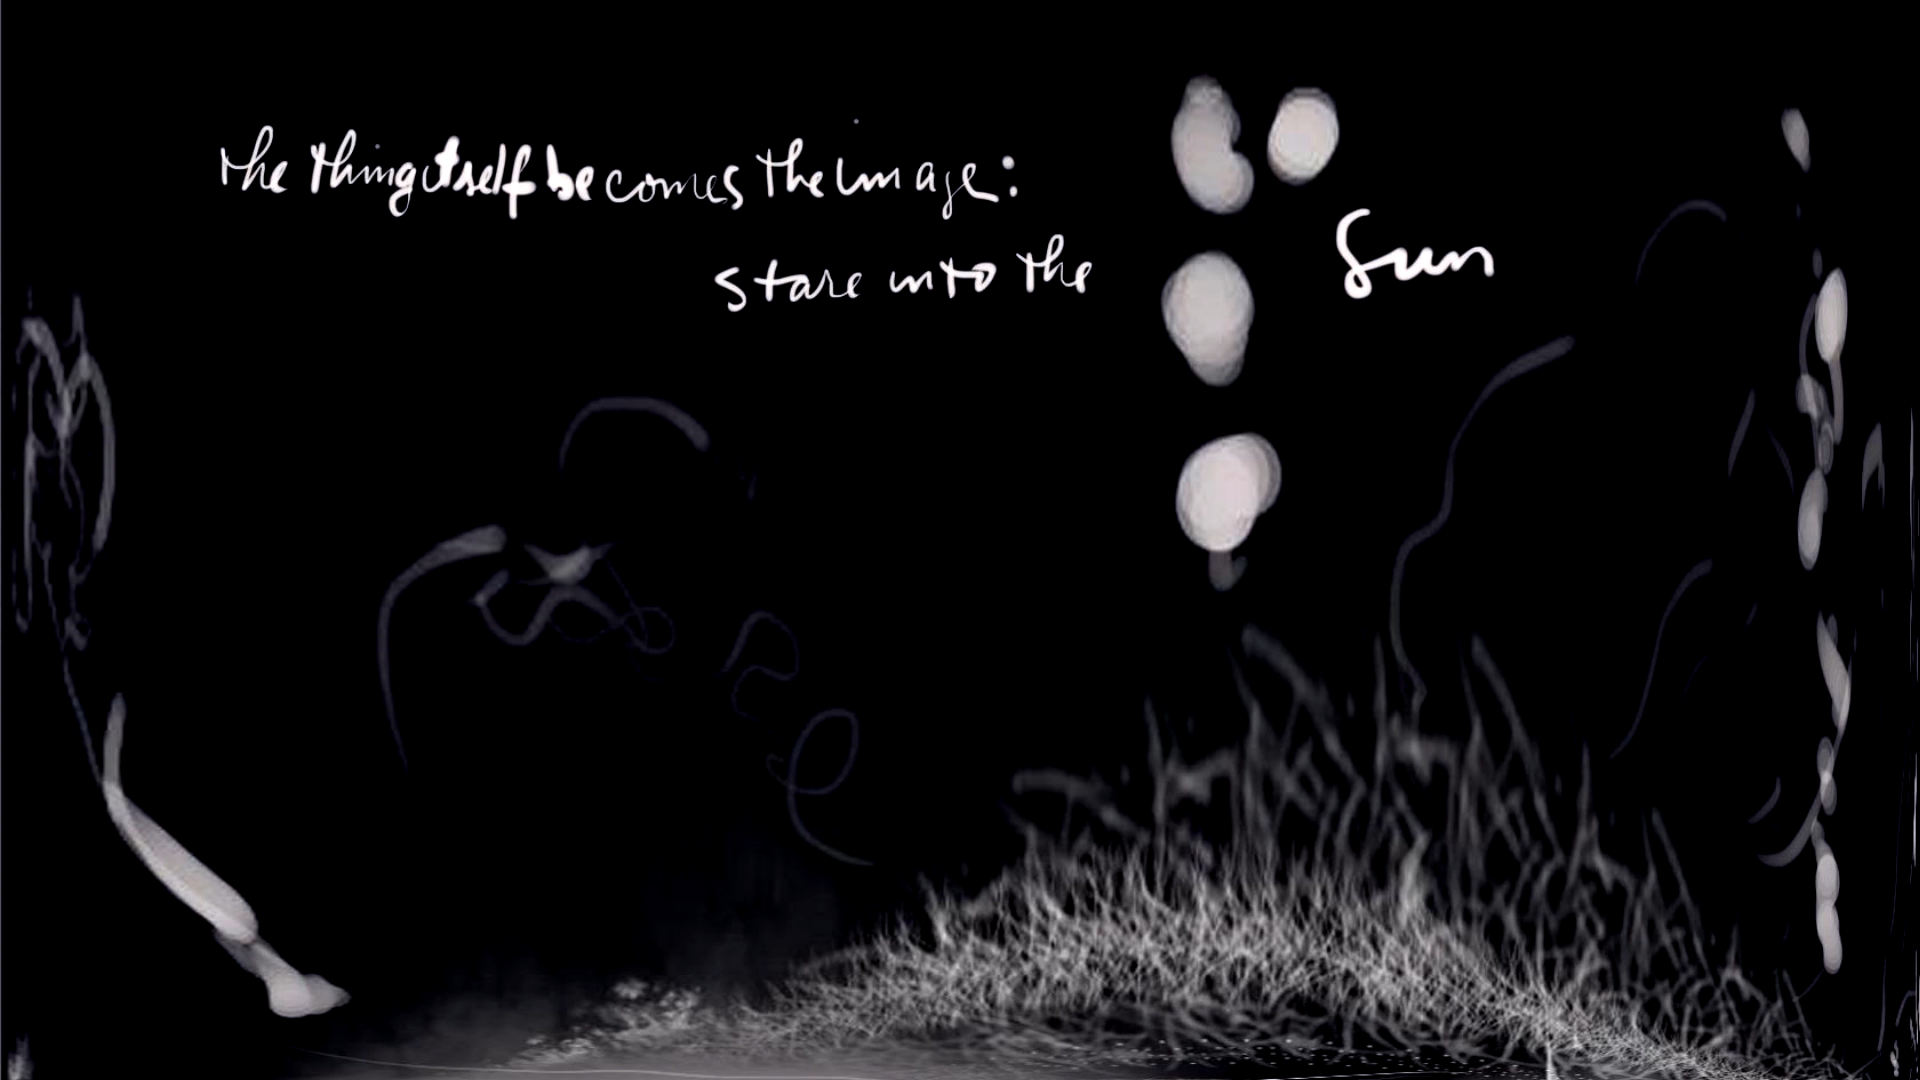 the thing itself becomes the image:
stare into the sun